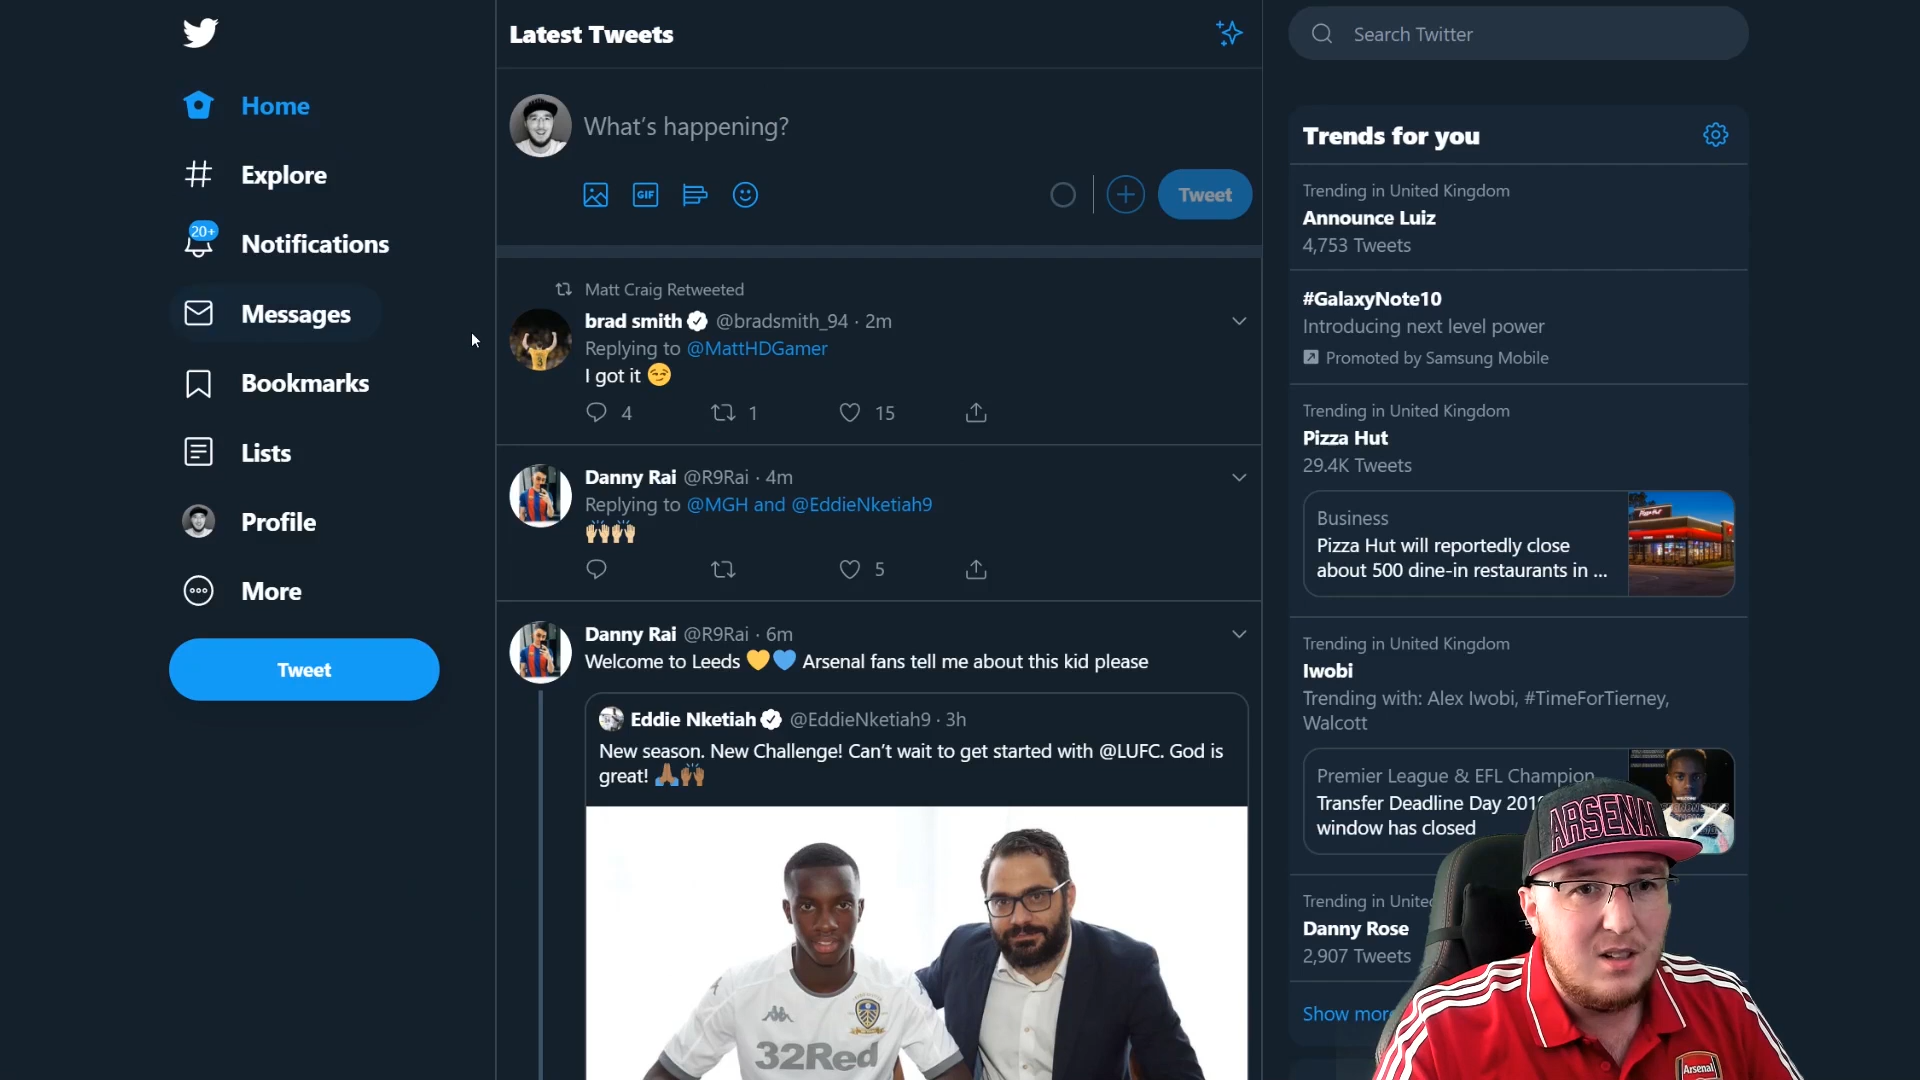 Home
Explore
20+
Notifications
Messages
Bookmarks
Lists
Profile
More
Tweet
Latest Tweets
What's happening?
GIF
Tweet
Matt Craig Retweeted
brad smith @bradsmith_94 · 2m
Replying to @MattHDGamer
I got it 😏
4 1 15
Danny Rai @R9Rai · 4m
Replying to @MGH and @EddieNketiah9
🙌🏻🙌🏻
5
Danny Rai @R9Rai · 6m
Welcome to Leeds 💛💙 Arsenal fans tell me about this kid please
Eddie Nketiah @EddieNketiah9 · 3h
New season. New Challenge! Can't wait to get started with @LUFC. God is
great! 🙏🏾🙌🏾
32Red
Search Twitter
Trends for you
Trending in United Kingdom
Announce Luiz
4,753 Tweets
#GalaxyNote10
Introducing next level power
Promoted by Samsung Mobile
Trending in United Kingdom
Pizza Hut
29.4K Tweets
Business
Pizza Hut will reportedly close
about 500 dine-in restaurants in ...
Pizza Hut
Trending in United Kingdom
Iwobi
Trending with: Alex Iwobi, #TimeForTierney,
Walcott
Premier League & EFL Champion
Transfer Deadline Day 201
window has closed
Trending in Unite
Danny Rose
2,907 Tweets
Show more
ARSENAL
Arsenal